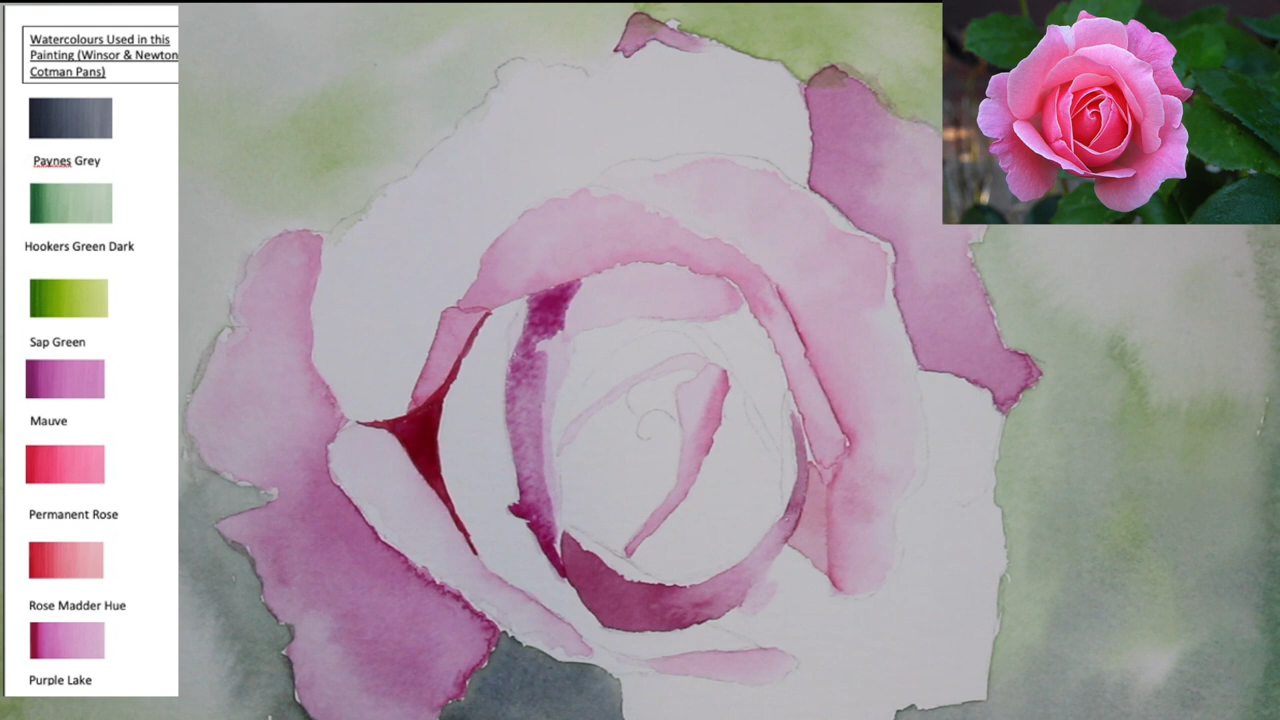 Watercolours Used in this
Painting (Winsor & Newton
Cotman Pans)
Paynes Grey
Hookers Green Dark
Sap Green
Mauve
Permanent Rose
Rose Madder Hue
Purple Lake